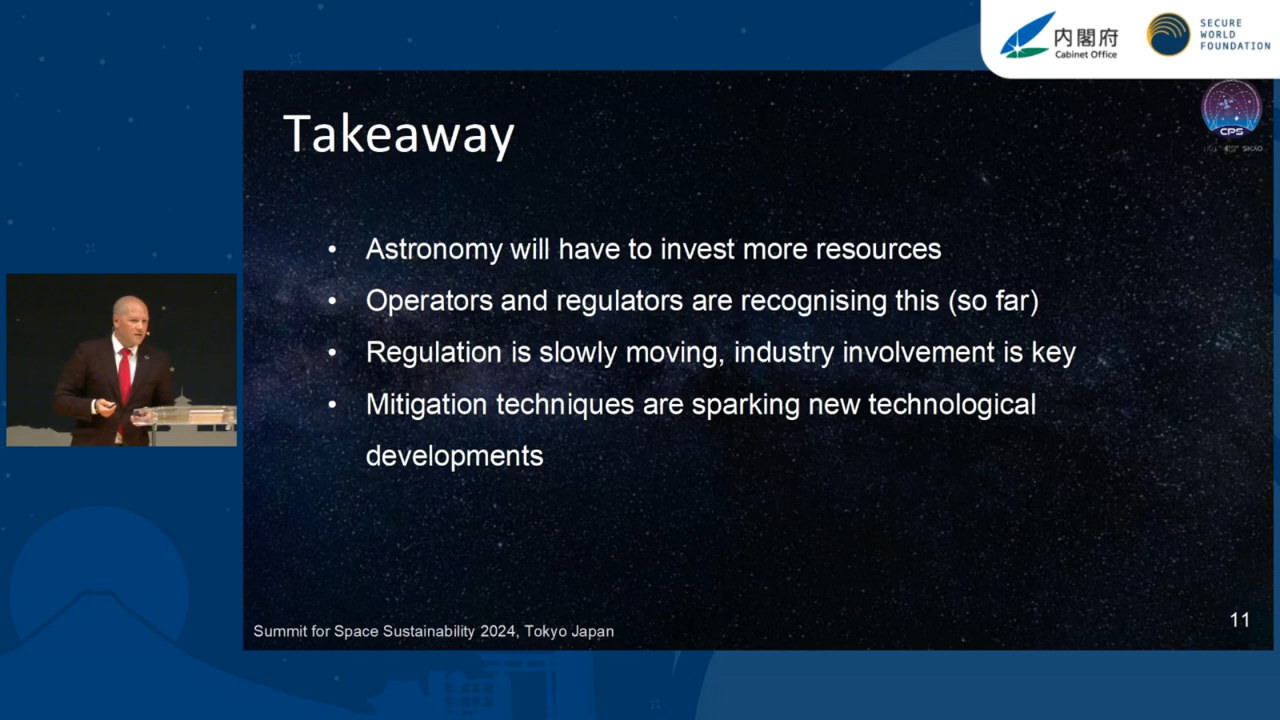 内閣府
Cabinet Office
SECURE
WORLD
FOUNDATION
CPS
SKAO
Takeaway
• Astronomy will have to invest more resources
• Operators and regulators are recognising this (so far)
• Regulation is slowly moving, industry involvement is key
• Mitigation techniques are sparking new technological
developments
Summit for Space Sustainability 2024, Tokyo Japan
11